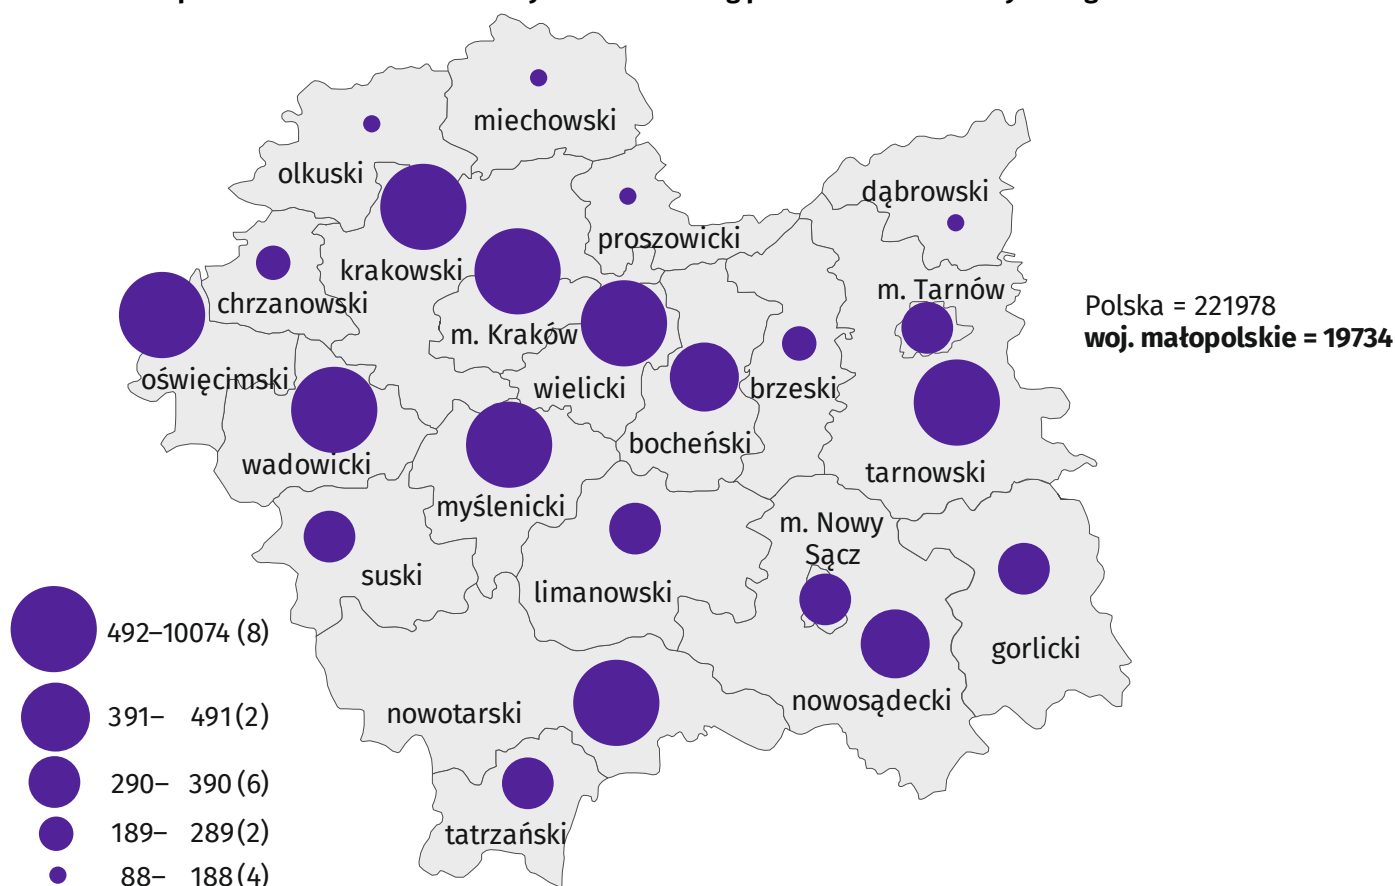 miechowski
olkuski
dąbrowski
proszowicki
krakowski
m. Tarnów
chrzanowski
Polska = 221978
m. Kraków
woj. małopolskie = 19734
oświęcimski
wielicki
brzeski
bocheński
wadowicki
tarnowski
myślenicki
m. Nowy
Sącz
suski
limanowski
492–10074 (8)
gorlicki
nowosądecki
391– 491 (2)
nowotarski
290– 390 (6)
189– 289 (2)
tatrzański
88– 188 (4)